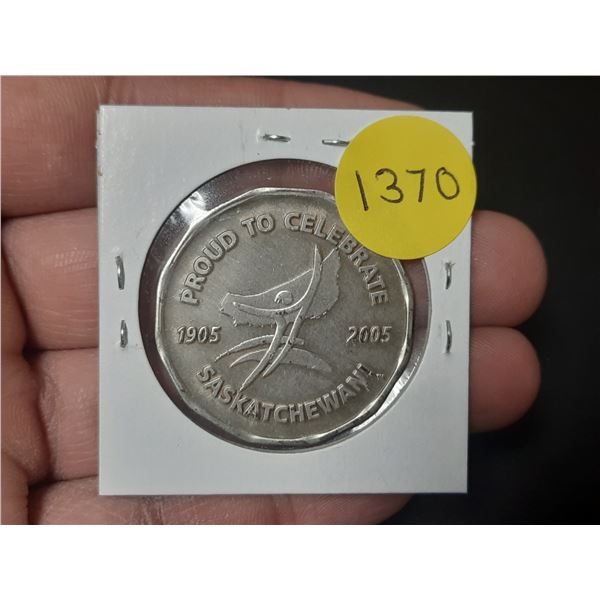 1370
PROUD TO CELEBRATE
1905 2005
SASKATCHEWAN!